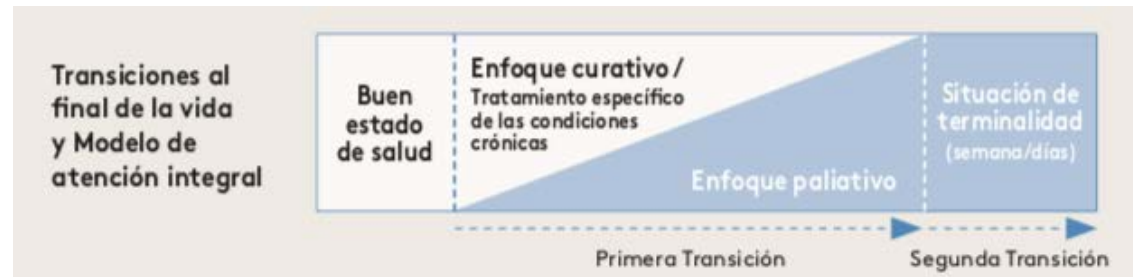 Transiciones al
final de la vida
y Modelo de
atención integral
Buen
estado
de salud
Enfoque curativo /
Tratamiento específico
de las condiciones
crónicas
Enfoque paliativo
Situación de
terminalidad
(semana/días)
Primera Transición
Segunda Transición